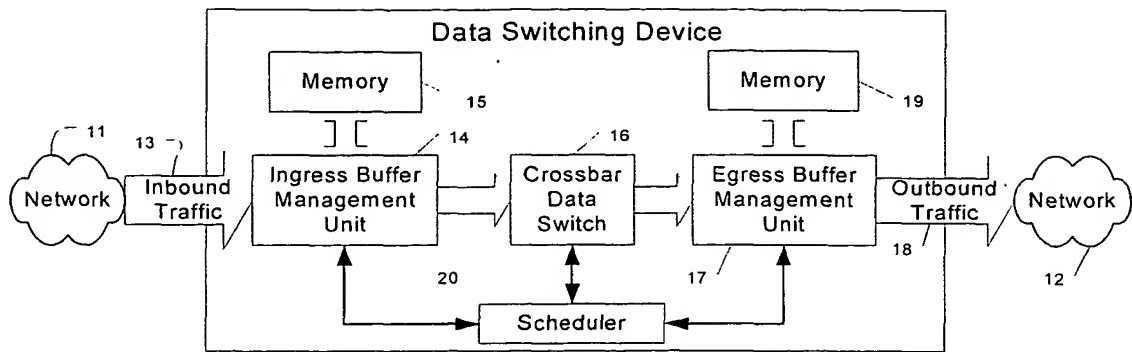 Data Switching Device
Memory
15
Memory
19
11
13
14
16
Network
Inbound
Traffic
Ingress Buffer
Management
Unit
Crossbar
Data
Switch
Egress Buffer
Management
Unit
Outbound
Traffic
Network
20
17
18
12
Scheduler